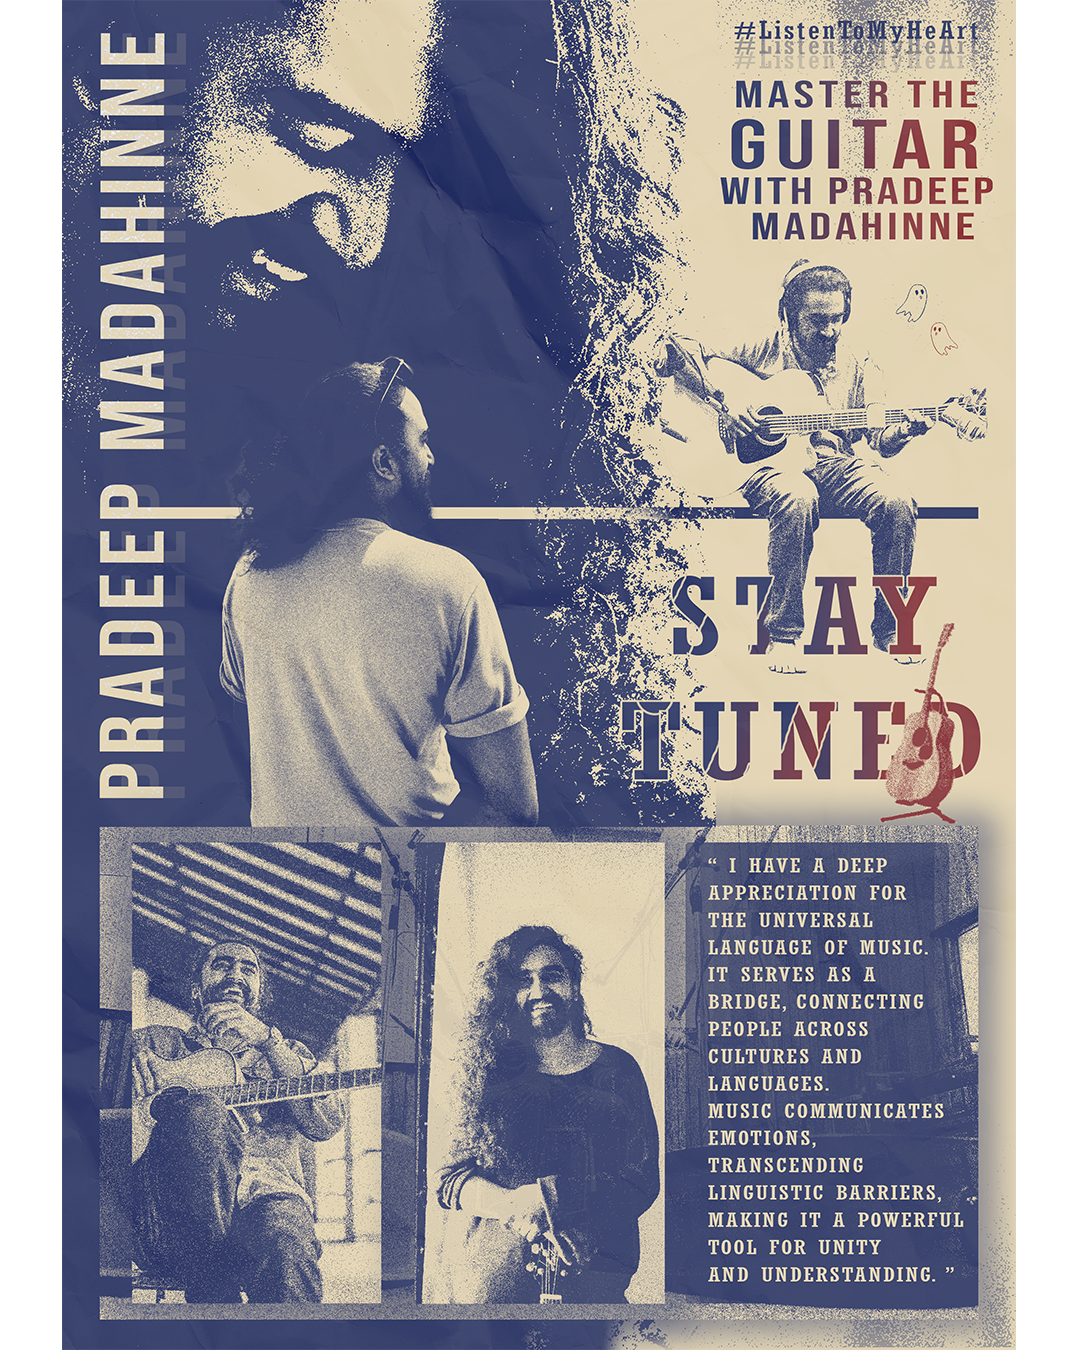 PRADEEP MADAHINNE
#ListenToMyHeArt
#ListenToMyHeArt
#ListenToMyHeArt
MASTER THE
GUITAR
WITH PRADEEP
MADAHINNE
STAY
TUNED
“ I HAVE A DEEP
APPRECIATION FOR
THE UNIVERSAL
LANGUAGE OF MUSIC.
IT SERVES AS A
BRIDGE, CONNECTING
PEOPLE ACROSS
CULTURES AND
LANGUAGES.
MUSIC COMMUNICATES
EMOTIONS,
TRANSCENDING
LINGUISTIC BARRIERS,
MAKING IT A POWERFUL
TOOL FOR UNITY
AND UNDERSTANDING. ”